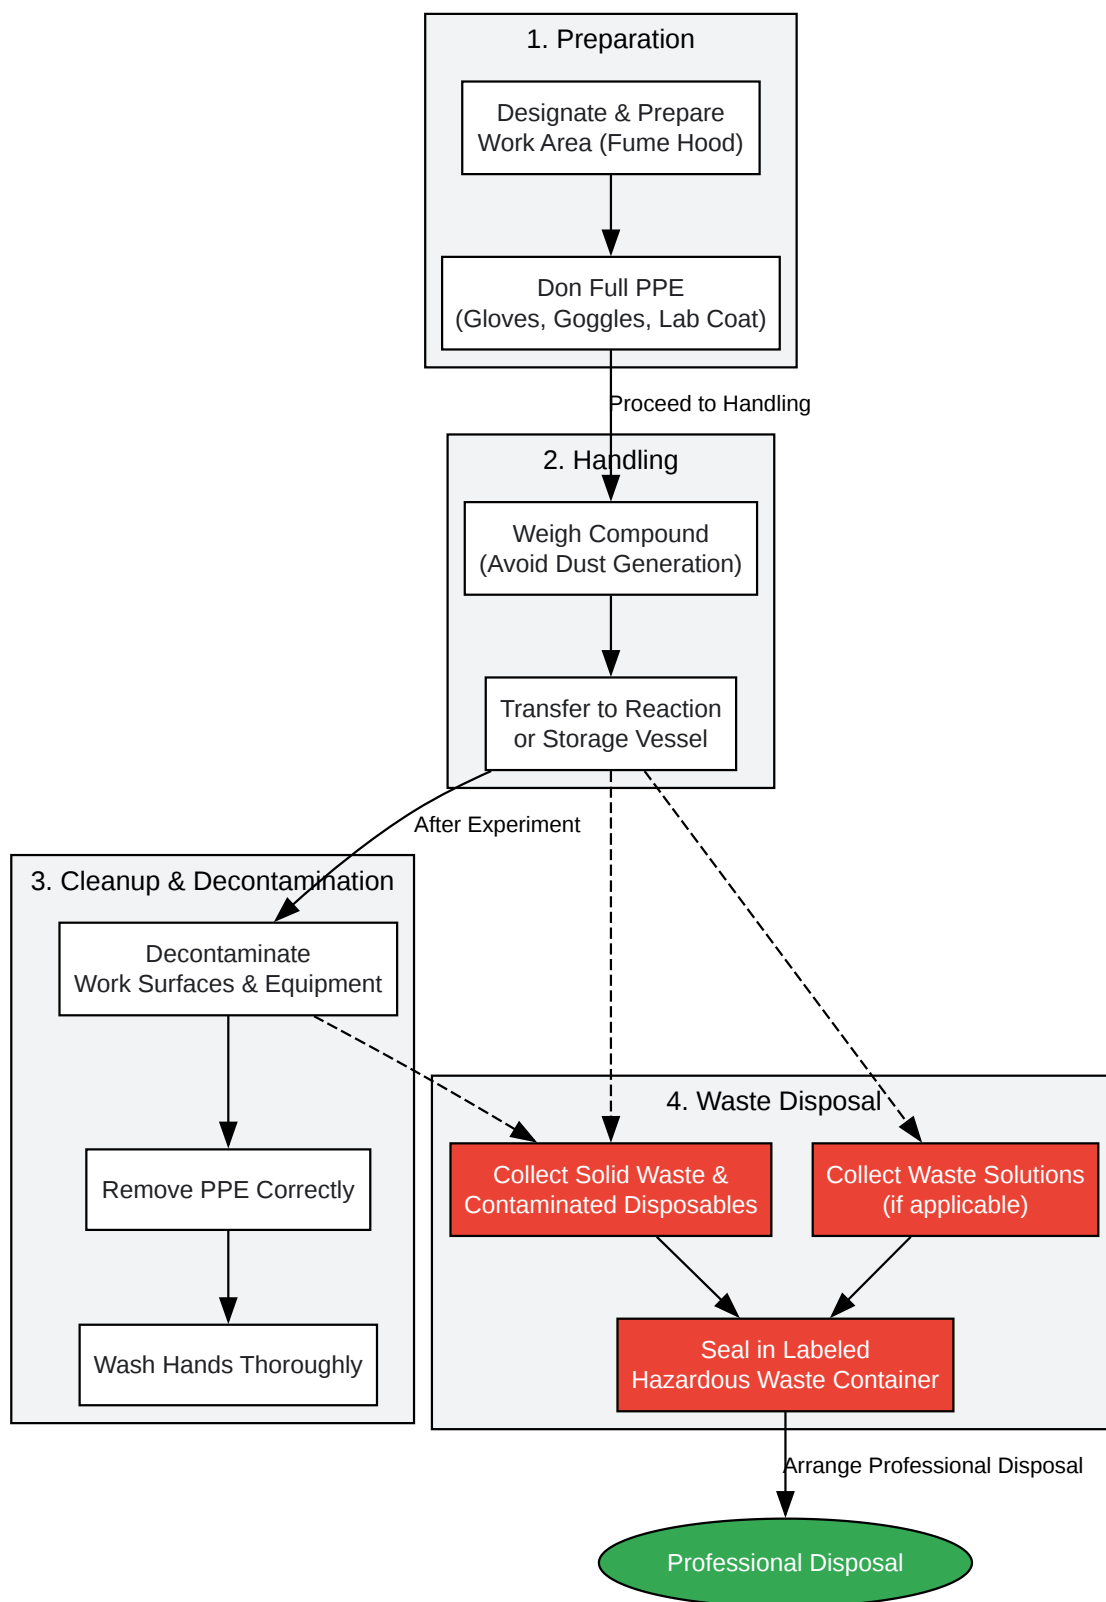 1. Preparation
Designate & Prepare
Work Area (Fume Hood)
Don Full PPE
(Gloves, Goggles, Lab Coat)
Proceed to Handling
2. Handling
Weigh Compound
(Avoid Dust Generation)
Transfer to Reaction
or Storage Vessel
After Experiment
3. Cleanup & Decontamination
Decontaminate
Work Surfaces & Equipment
Remove PPE Correctly
Wash Hands Thoroughly
4. Waste Disposal
Collect Solid Waste &
Contaminated Disposables
Collect Waste Solutions
(if applicable)
Seal in Labeled
Hazardous Waste Container
Arrange Professional Disposal
Professional Disposal